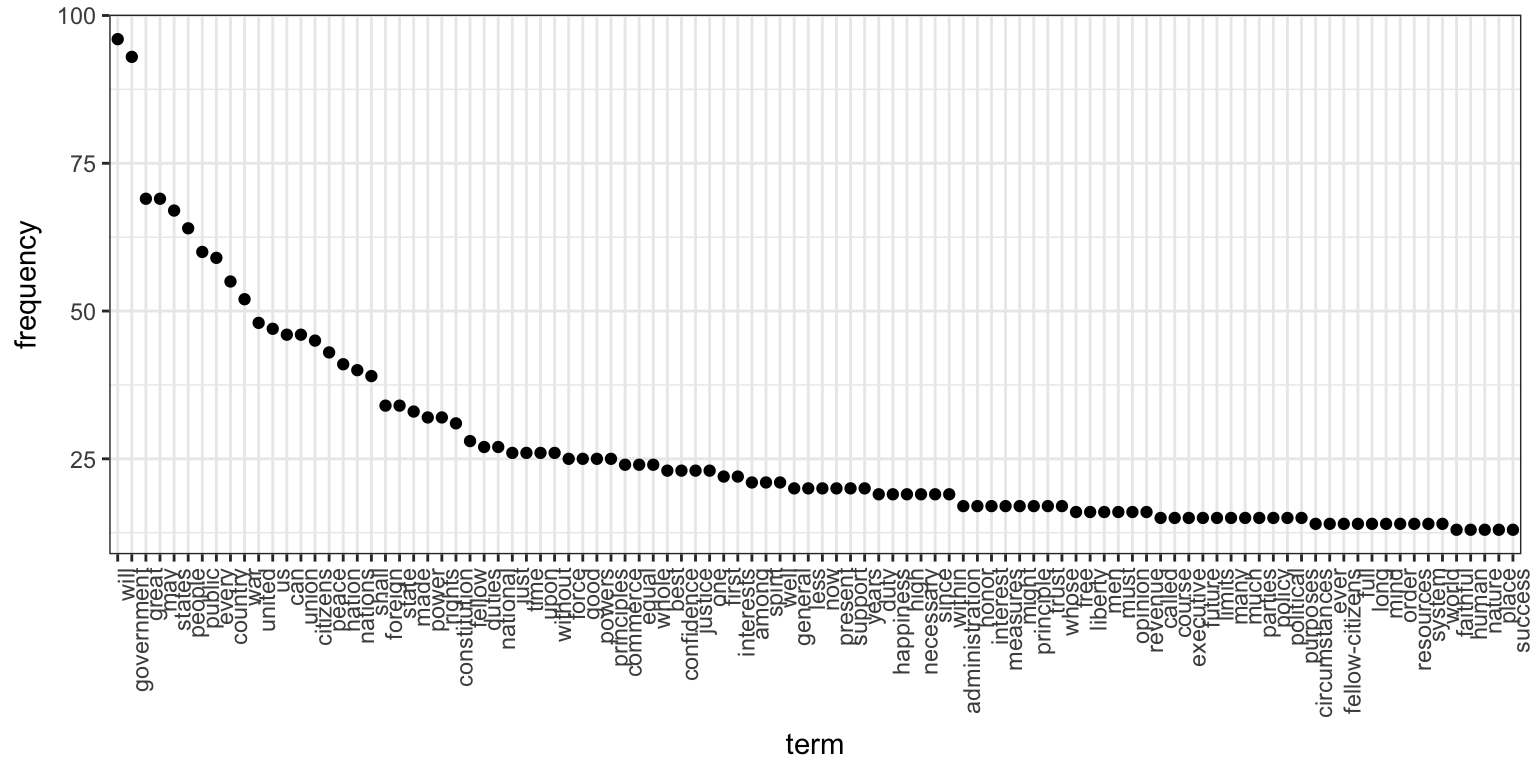 100
75
50
25
frequency
will
government
great
may
states
people
public
every
country
war
united
us
can
union
citizens
peace
nation
nations
shall
foreign
state
made
power
rights
constitution
fellow
duties
national
just
time
upon
without
force
good
powers
principles
commerce
equal
whole
best
confidence
justice
one
first
interests
among
spirit
well
general
less
now
present
support
years
duty
happiness
high
necessary
since
within
administration
honor
interest
measures
might
principle
trust
whose
free
liberty
men
must
opinion
revenue
called
course
executive
future
limits
many
much
parties
policy
political
purposes
circumstances
ever
fellow-citizens
full
long
mind
order
resources
system
world
faithful
human
nature
place
success
term